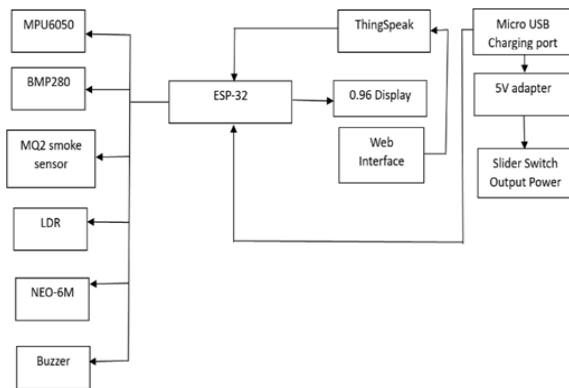 MPU6050
BMP280
MQ2 smoke
sensor
LDR
NEO-6M
Buzzer
ESP-32
ThingSpeak
0.96 Display
Web
Interface
Micro USB
Charging port
5V adapter
Slider Switch
Output Power